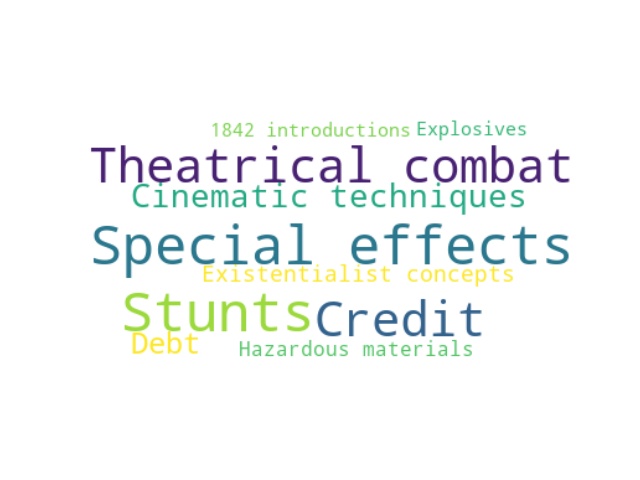 1842 introductions Explosives
Theatrical combat
Cinematic techniques
Special effects
Existentialist concepts
Stunts Credit
Debt Hazardous materials